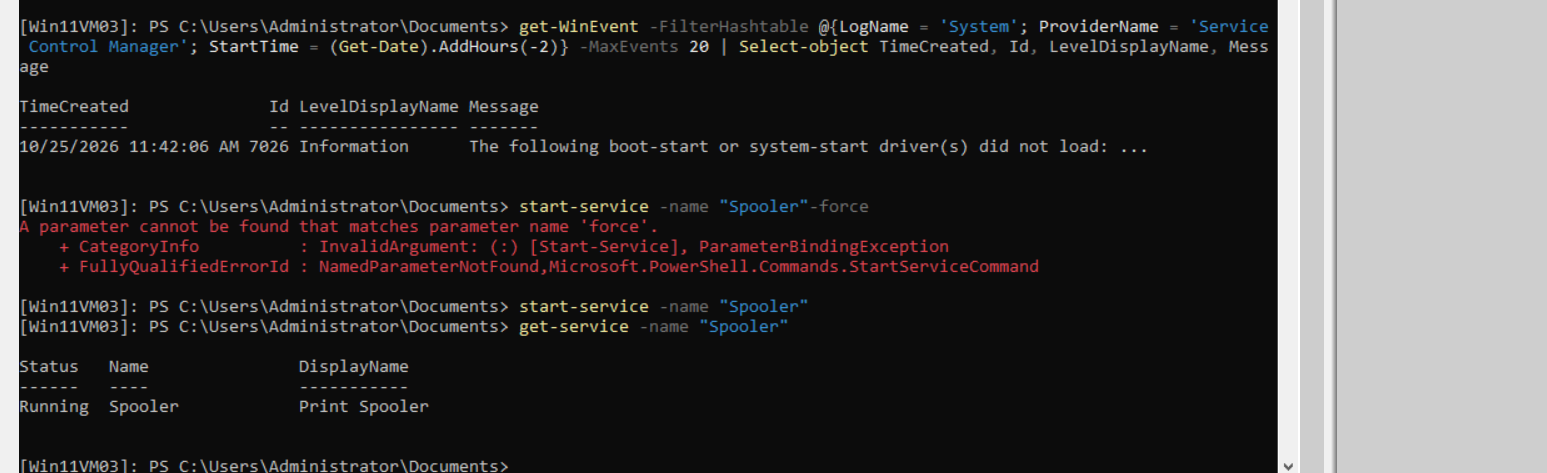 [Win11VM03]: PS C:\Users\Administrator\Documents> get-WinEvent -FilterHashtable @{LogName = 'System'; ProviderName = 'Service
 Control Manager'; StartTime = (Get-Date).AddHours(-2)} -MaxEvents 20 | Select-object TimeCreated, Id, LevelDisplayName, Mess
age
TimeCreated              Id LevelDisplayName Message
-----------              -- ---------------- -------
10/25/2026 11:42:06 AM 7026 Information      The following boot-start or system-start driver(s) did not load: ...
[Win11VM03]: PS C:\Users\Administrator\Documents> start-service -name "Spooler"-force
A parameter cannot be found that matches parameter name 'force'.
    + CategoryInfo          : InvalidArgument: (:) [Start-Service], ParameterBindingException
    + FullyQualifiedErrorId : NamedParameterNotFound,Microsoft.PowerShell.Commands.StartServiceCommand
[Win11VM03]: PS C:\Users\Administrator\Documents> start-service -name "Spooler"
[Win11VM03]: PS C:\Users\Administrator\Documents> get-service -name "Spooler"
Status   Name               DisplayName
------   ----               -----------
Running  Spooler            Print Spooler
[Win11VM03]: PS C:\Users\Administrator\Documents>